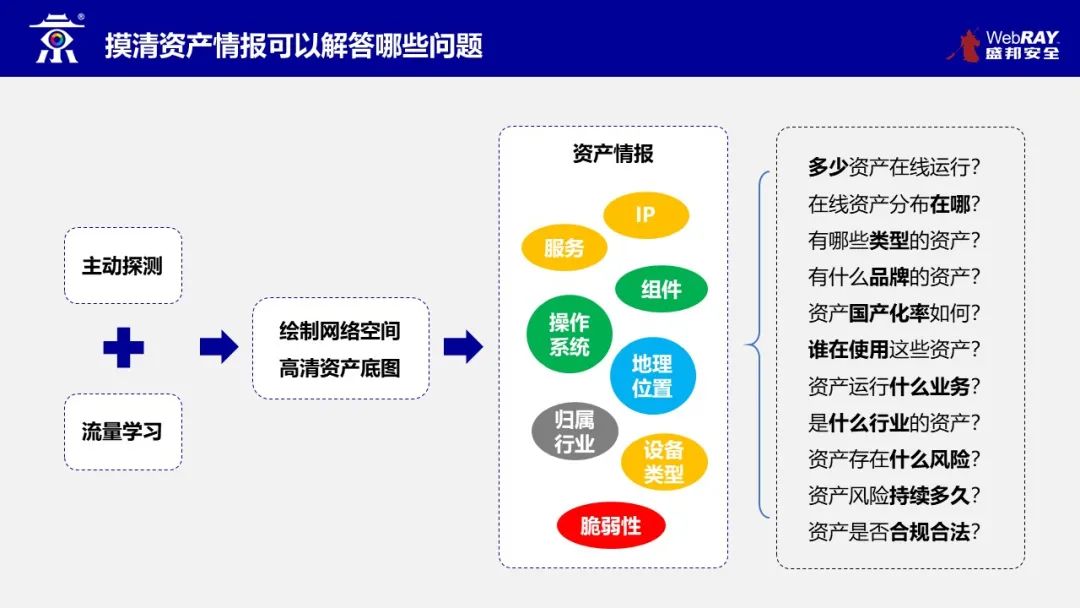 摸清资产情报可以解答哪些问题
WebRAY
盛邦安全
®
主动探测
流量学习
绘制网络空间
高清资产底图
资产情报
IP
服务
组件
操作
系统
地理
位置
归属
行业
设备
类型
脆弱性
多少资产在线运行?
在线资产分布在哪?
有哪些类型的资产?
有什么品牌的资产?
资产国产化率如何?
谁在使用这些资产?
资产运行什么业务?
是什么行业的资产?
资产存在什么风险?
资产风险持续多久?
资产是否合规合法?